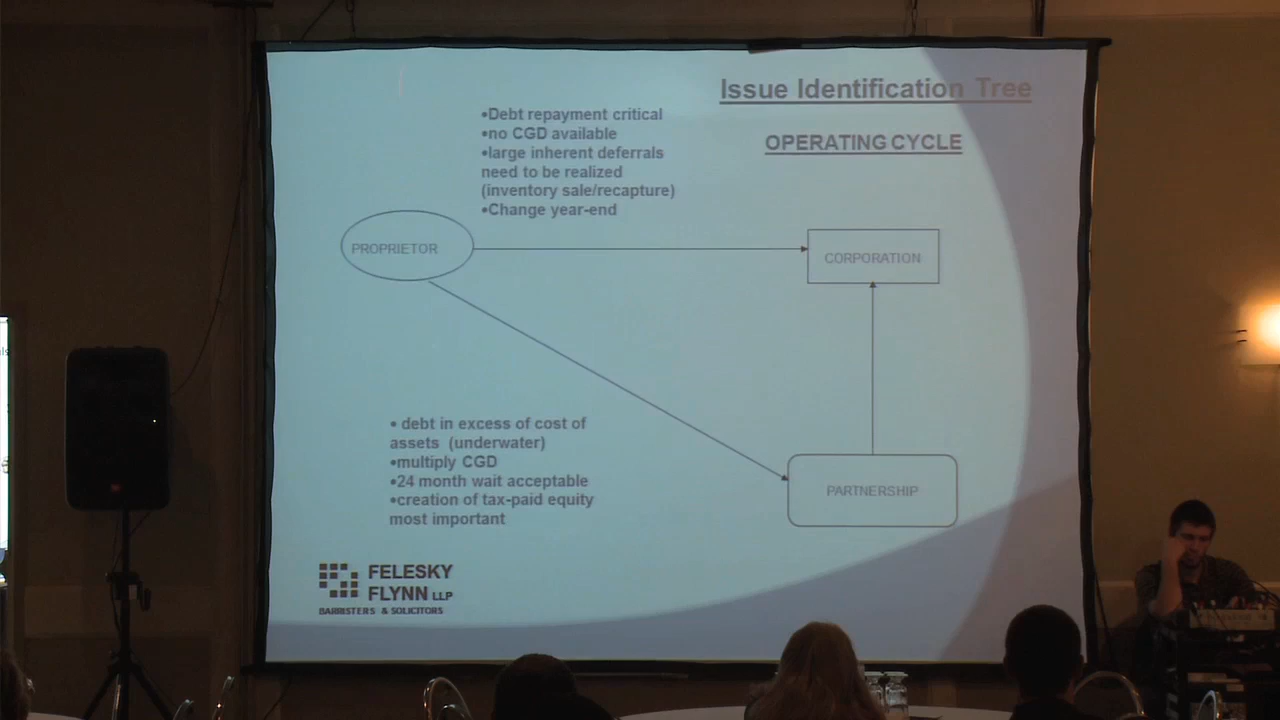 Issue Identification Tree
OPERATING CYCLE
•Debt repayment critical
•no CGD available
•large inherent deferrals
need to be realized
(inventory sale/recapture)
•Change year-end
PROPRIETOR
CORPORATION
• debt in excess of cost of
assets (underwater)
•multiply CGD
•24 month wait acceptable
•creation of tax-paid equity
most important
PARTNERSHIP
FELESKY
FLYNN LLP
BARRISTERS & SOLICITORS